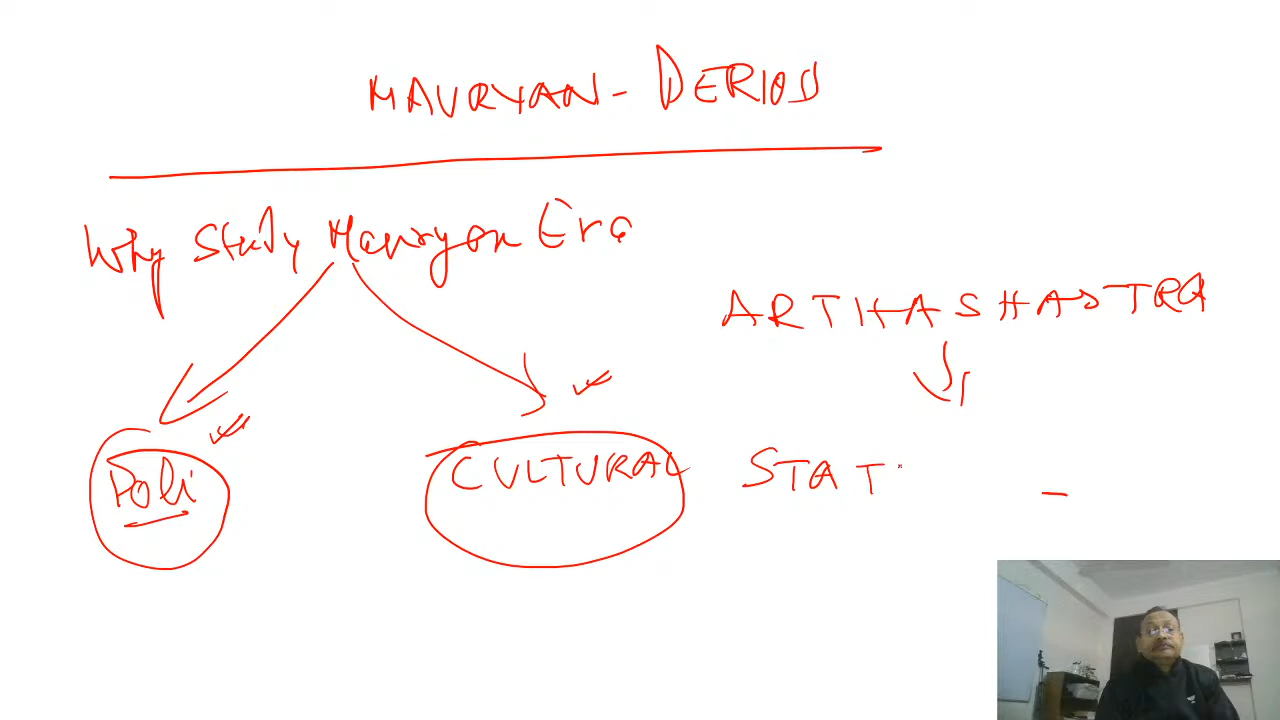 MAURYAN - PERIOD
Why Study Mauryan Era
ARTHASHASTRA
Poli
CULTURAL
STAT -